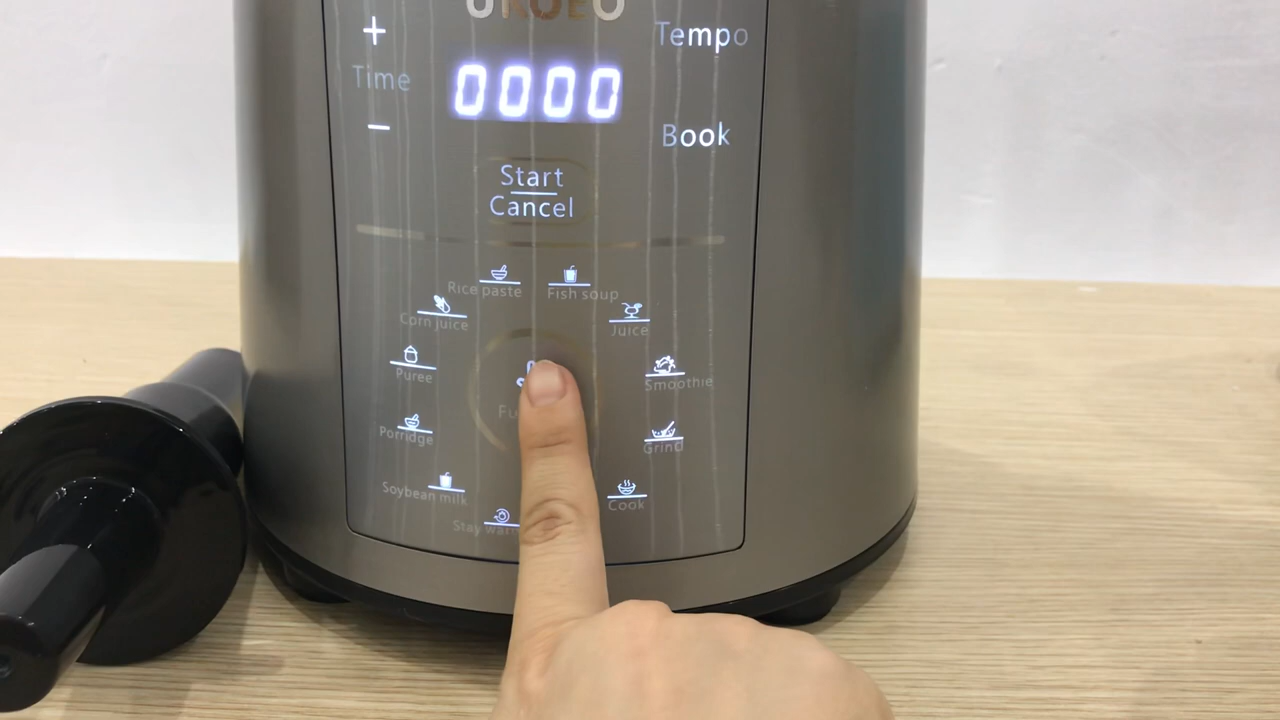 +
Tempo
Time
0000
−
Book
Start
Cancel
Rice paste
Fish soup
Corn juice
Juice
Puree
Smoothie
Porridge
Grind
Soybean milk
Cook
Stay